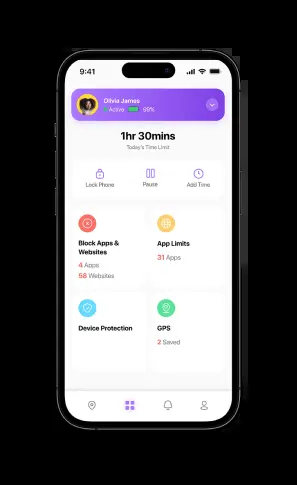 9:41
Olivia James
Active 99%
1hr 30mins
Today's Time Limit
Lock Phone
Pause
Add Time
Block Apps &
Websites
4 Apps
58 Websites
App Limits
31 Apps
Device Protection
GPS
2 Saved